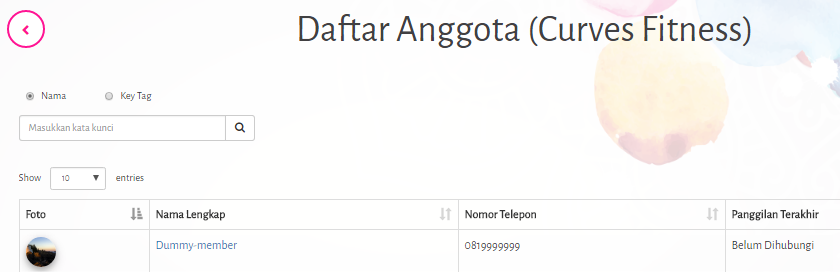 Daftar Anggota (Curves Fitness)
Nama Key Tag
Masukkan kata kunci
Show 10 entries
Foto Nama Lengkap Nomor Telepon Panggilan Terakhir
Dummy-member 0819999999 Belum Dihubungi